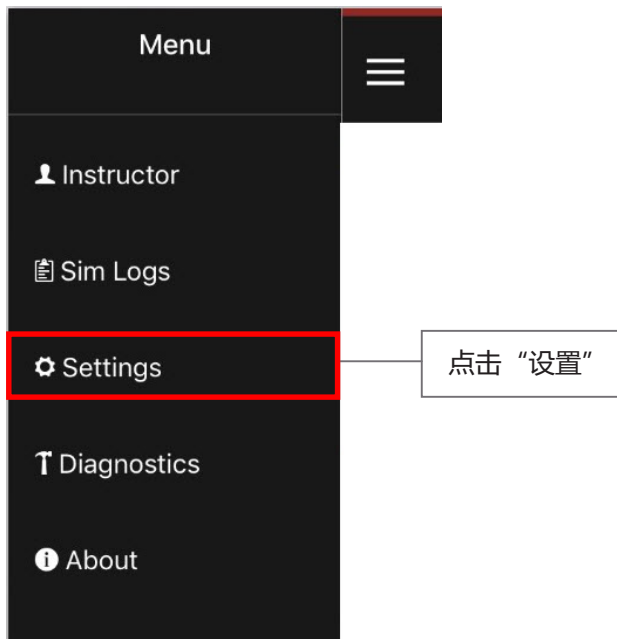 Menu
Instructor
Sim Logs
Settings
点击“设置”
Diagnostics
About